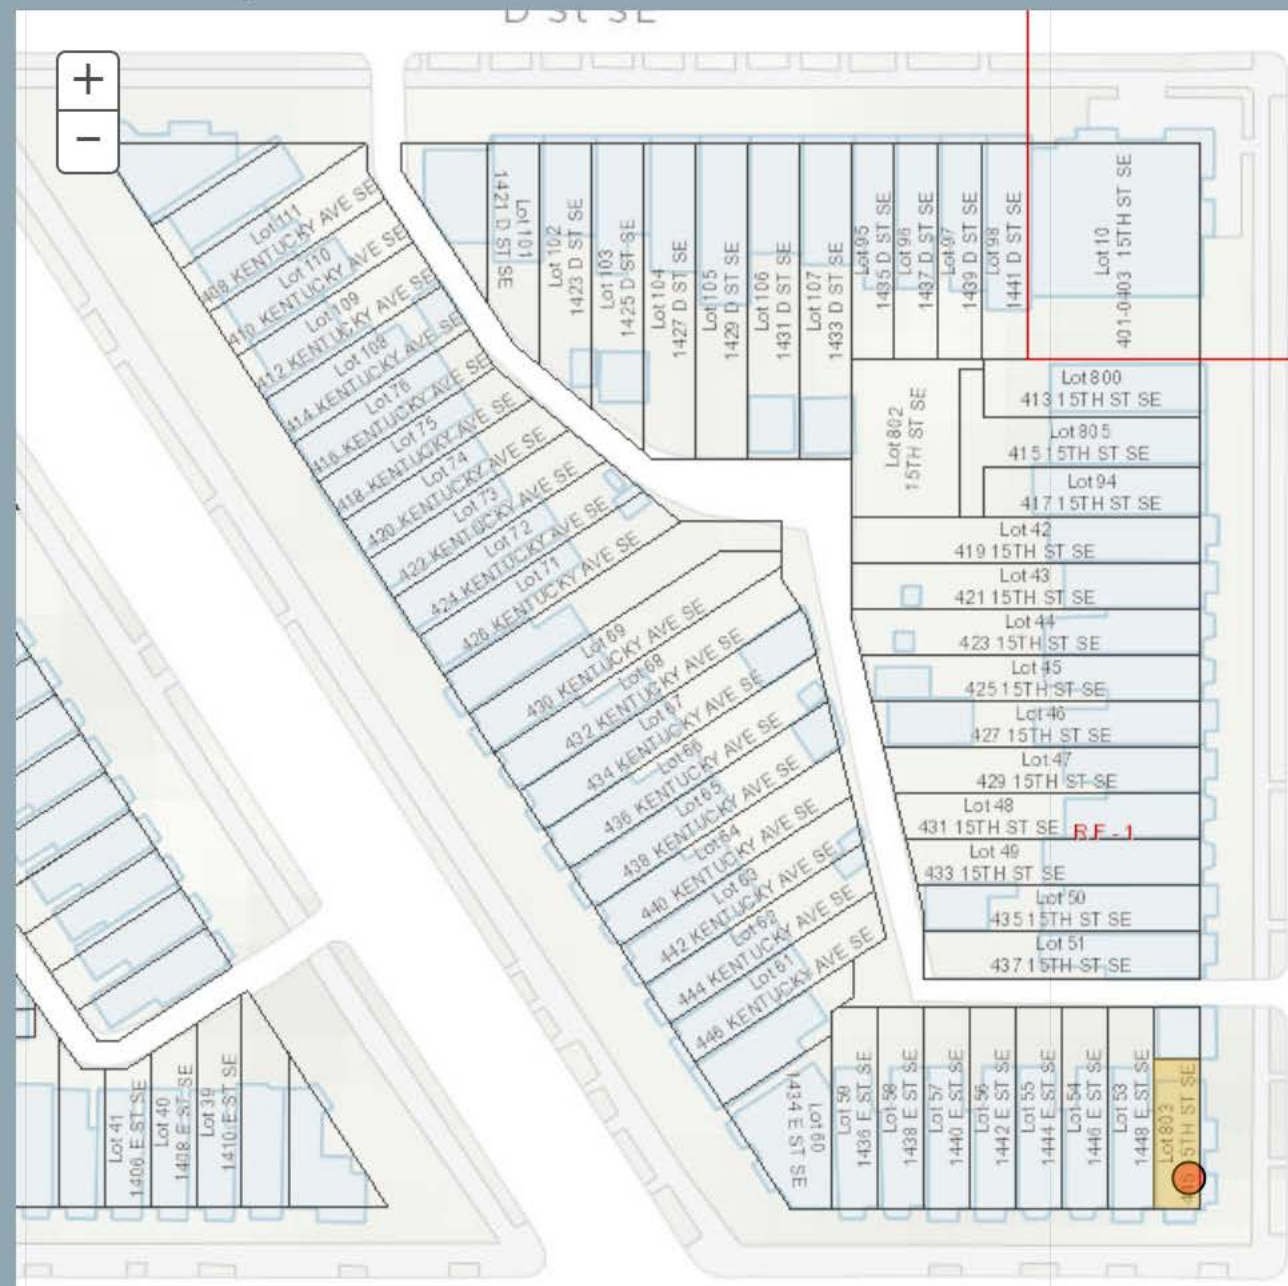 D St SE
+
−
Lot 111
408 KENTUCKY AVE SE
Lot 110
410 KENTUCKY AVE SE
Lot 109
412 KENTUCKY AVE SE
Lot 108
414 KENTUCKY AVE SE
Lot 76
416 KENTUCKY AVE SE
Lot 75
418 KENTUCKY AVE SE
Lot 74
420 KENTUCKY AVE SE
Lot 73
422 KENTUCKY AVE SE
Lot 72
424 KENTUCKY AVE SE
Lot 71
426 KENTUCKY AVE SE
Lot 69
430 KENTUCKY AVE SE
Lot 68
432 KENTUCKY AVE SE
Lot 67
434 KENTUCKY AVE SE
Lot 66
436 KENTUCKY AVE SE
Lot 65
438 KENTUCKY AVE SE
Lot 64
440 KENTUCKY AVE SE
Lot 63
442 KENTUCKY AVE SE
Lot 62
444 KENTUCKY AVE SE
Lot 61
446 KENTUCKY AVE SE
Lot 101
1421 D ST SE
Lot 102
1423 D ST SE
Lot 103
1425 D ST SE
Lot 104
1427 D ST SE
Lot 105
1429 D ST SE
Lot 106
1431 D ST SE
Lot 107
1433 D ST SE
Lot 95
1435 D ST SE
Lot 96
1437 D ST SE
Lot 97
1439 D ST SE
Lot 98
1441 D ST SE
Lot 10
401-0403 15TH ST SE
Lot 800
413 15TH ST SE
Lot 805
415 15TH ST SE
Lot 94
417 15TH ST SE
Lot 802
15TH ST SE
Lot 42
419 15TH ST SE
Lot 43
421 15TH ST SE
Lot 44
423 15TH ST SE
Lot 45
425 15TH ST SE
Lot 46
427 15TH ST SE
Lot 47
429 15TH ST SE
Lot 48
431 15TH ST SE
RF-1
Lot 49
433 15TH ST SE
Lot 50
435 15TH ST SE
Lot 51
437 15TH ST SE
Lot 41
1406 E ST SE
Lot 40
1408 E ST SE
Lot 39
1410 E ST SE
Lot 60
1434 E ST SE
Lot 59
1436 E ST SE
Lot 58
1438 E ST SE
Lot 57
1440 E ST SE
Lot 56
1442 E ST SE
Lot 55
1444 E ST SE
Lot 54
1446 E ST SE
Lot 53
1448 E ST SE
Lot 803
15TH ST SE